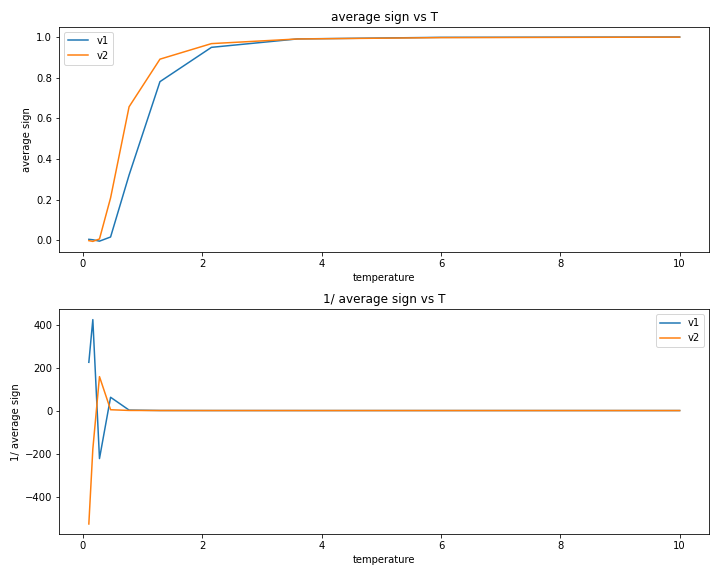 average sign vs T
v1
v2
1.0
0.8
0.6
0.4
0.2
0.0
average sign
0 2 4 6 8 10
temperature
1/ average sign vs T
v1
v2
400
200
0
−200
−400
1/ average sign
0 2 4 6 8 10
temperature